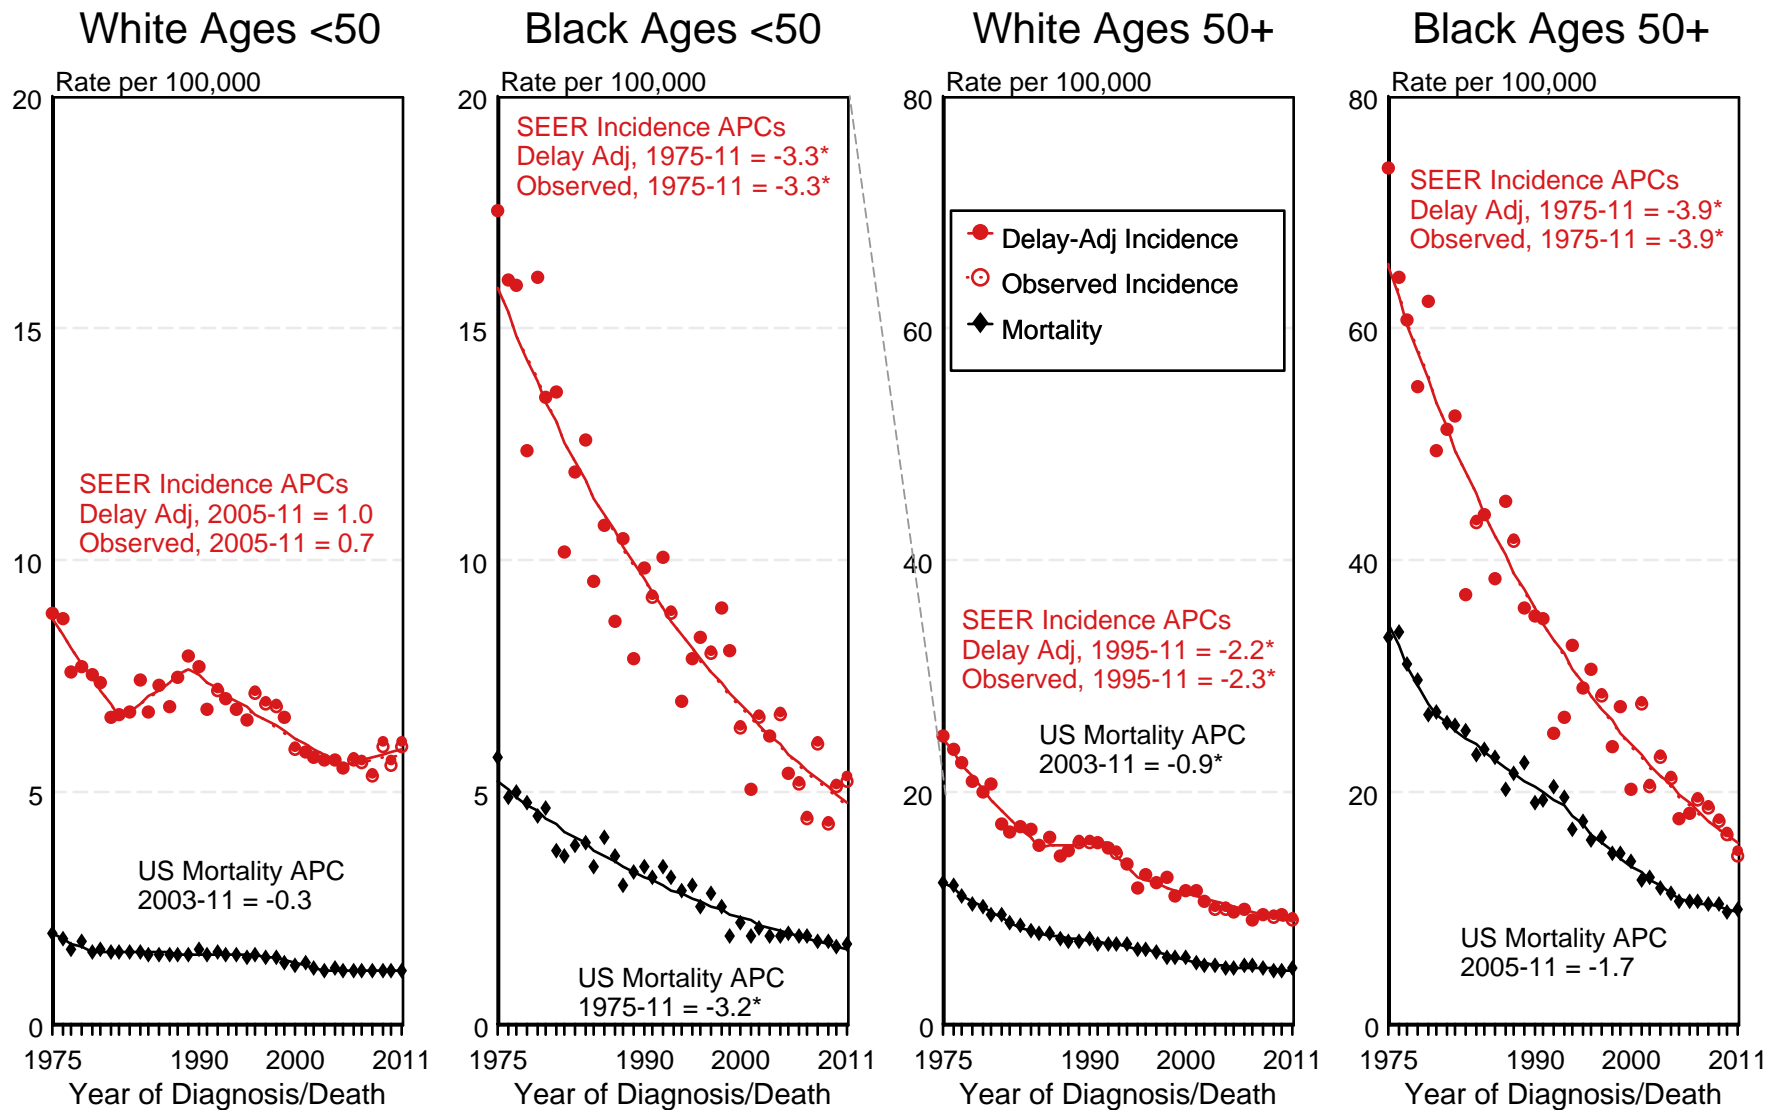 White Ages <50
Rate per 100,000
20
15
10
5
0
SEER Incidence APCs
Delay Adj, 2005-11 = 1.0
Observed, 2005-11 = 0.7
US Mortality APC
2003-11 = -0.3
1975
1990
2000
2011
Year of Diagnosis/Death
Black Ages <50
Rate per 100,000
20
15
10
5
0
SEER Incidence APCs
Delay Adj, 1975-11 = -3.3*
Observed, 1975-11 = -3.3*
US Mortality APC
1975-11 = -3.2*
1975
1990
2000
2011
Year of Diagnosis/Death
White Ages 50+
Rate per 100,000
80
60
40
20
0
Delay-Adj Incidence
Observed Incidence
Mortality
SEER Incidence APCs
Delay Adj, 1995-11 = -2.2*
Observed, 1995-11 = -2.3*
US Mortality APC
2003-11 = -0.9*
1975
1990
2000
2011
Year of Diagnosis/Death
Black Ages 50+
Rate per 100,000
80
60
40
20
0
SEER Incidence APCs
Delay Adj, 1975-11 = -3.9*
Observed, 1975-11 = -3.9*
US Mortality APC
2005-11 = -1.7
1975
1990
2000
2011
Year of Diagnosis/Death